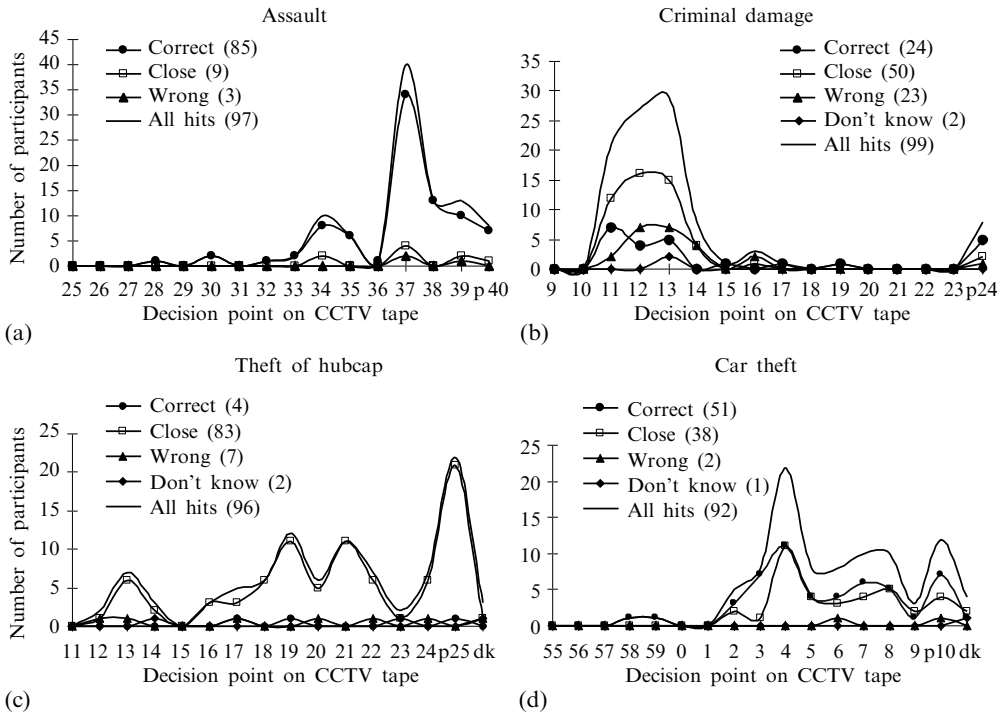 Assault
45
40
35
30
25
20
15
10
5
0
Number of participants
Correct (85)
Close (9)
Wrong (3)
All hits (97)
25 26 27 28 29 30 31 32 33 34 35 36 37 38 39 p 40
Decision point on CCTV tape
(a)
Criminal damage
35
30
25
20
15
10
5
0
Correct (24)
Close (50)
Wrong (23)
Don't know (2)
All hits (99)
9 10 11 12 13 14 15 16 17 18 19 20 21 22 23 p24
Decision point on CCTV tape
(b)
Theft of hubcap
25
20
15
10
5
0
Number of participants
Correct (4)
Close (83)
Wrong (7)
Don't know (2)
All hits (96)
11 12 13 14 15 16 17 18 19 20 21 22 23 24 p25 dk
Decision point on CCTV tape
(c)
Car theft
25
20
15
10
5
0
Correct (51)
Close (38)
Wrong (2)
Don't know (1)
All hits (92)
55 56 57 58 59 0 1 2 3 4 5 6 7 8 9 p10 dk
Decision point on CCTV tape
(d)